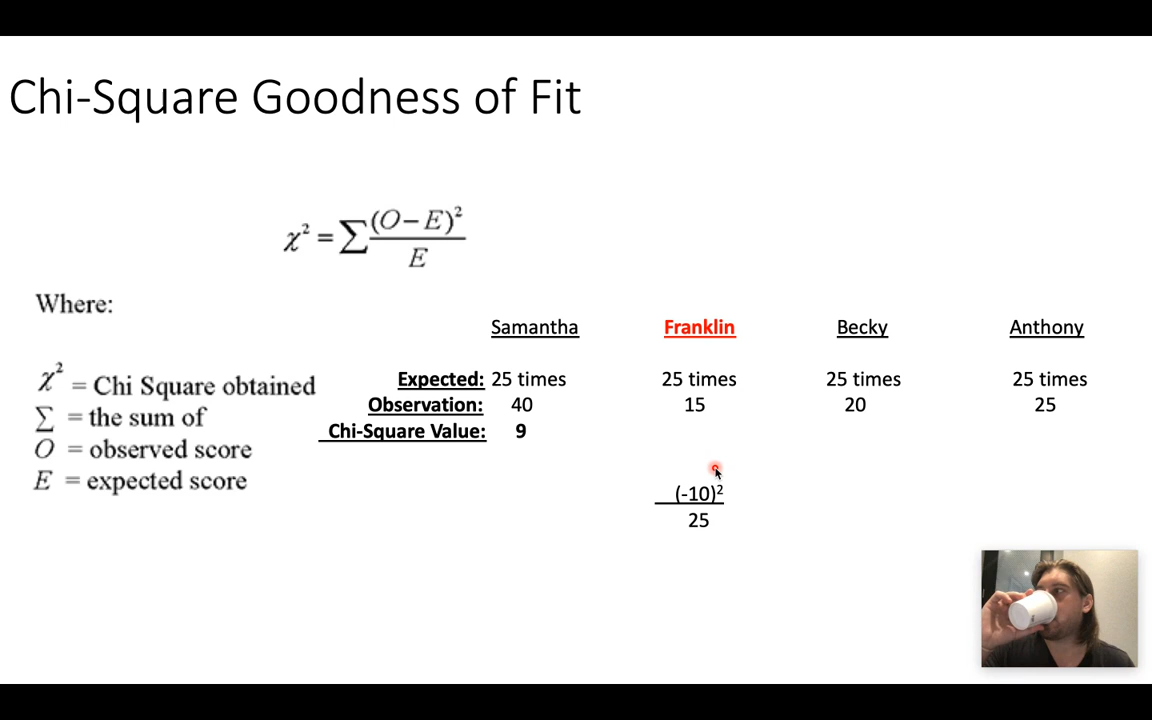 Chi-Square Goodness of Fit
χ² = Σ (O – E)² / E
Where:
χ² = Chi Square obtained
Σ = the sum of
O = observed score
E = expected score
Samantha Franklin Becky Anthony
Expected: 25 times 25 times 25 times 25 times
Observation: 40 15 20 25
Chi-Square Value: 9
(-10)²
25